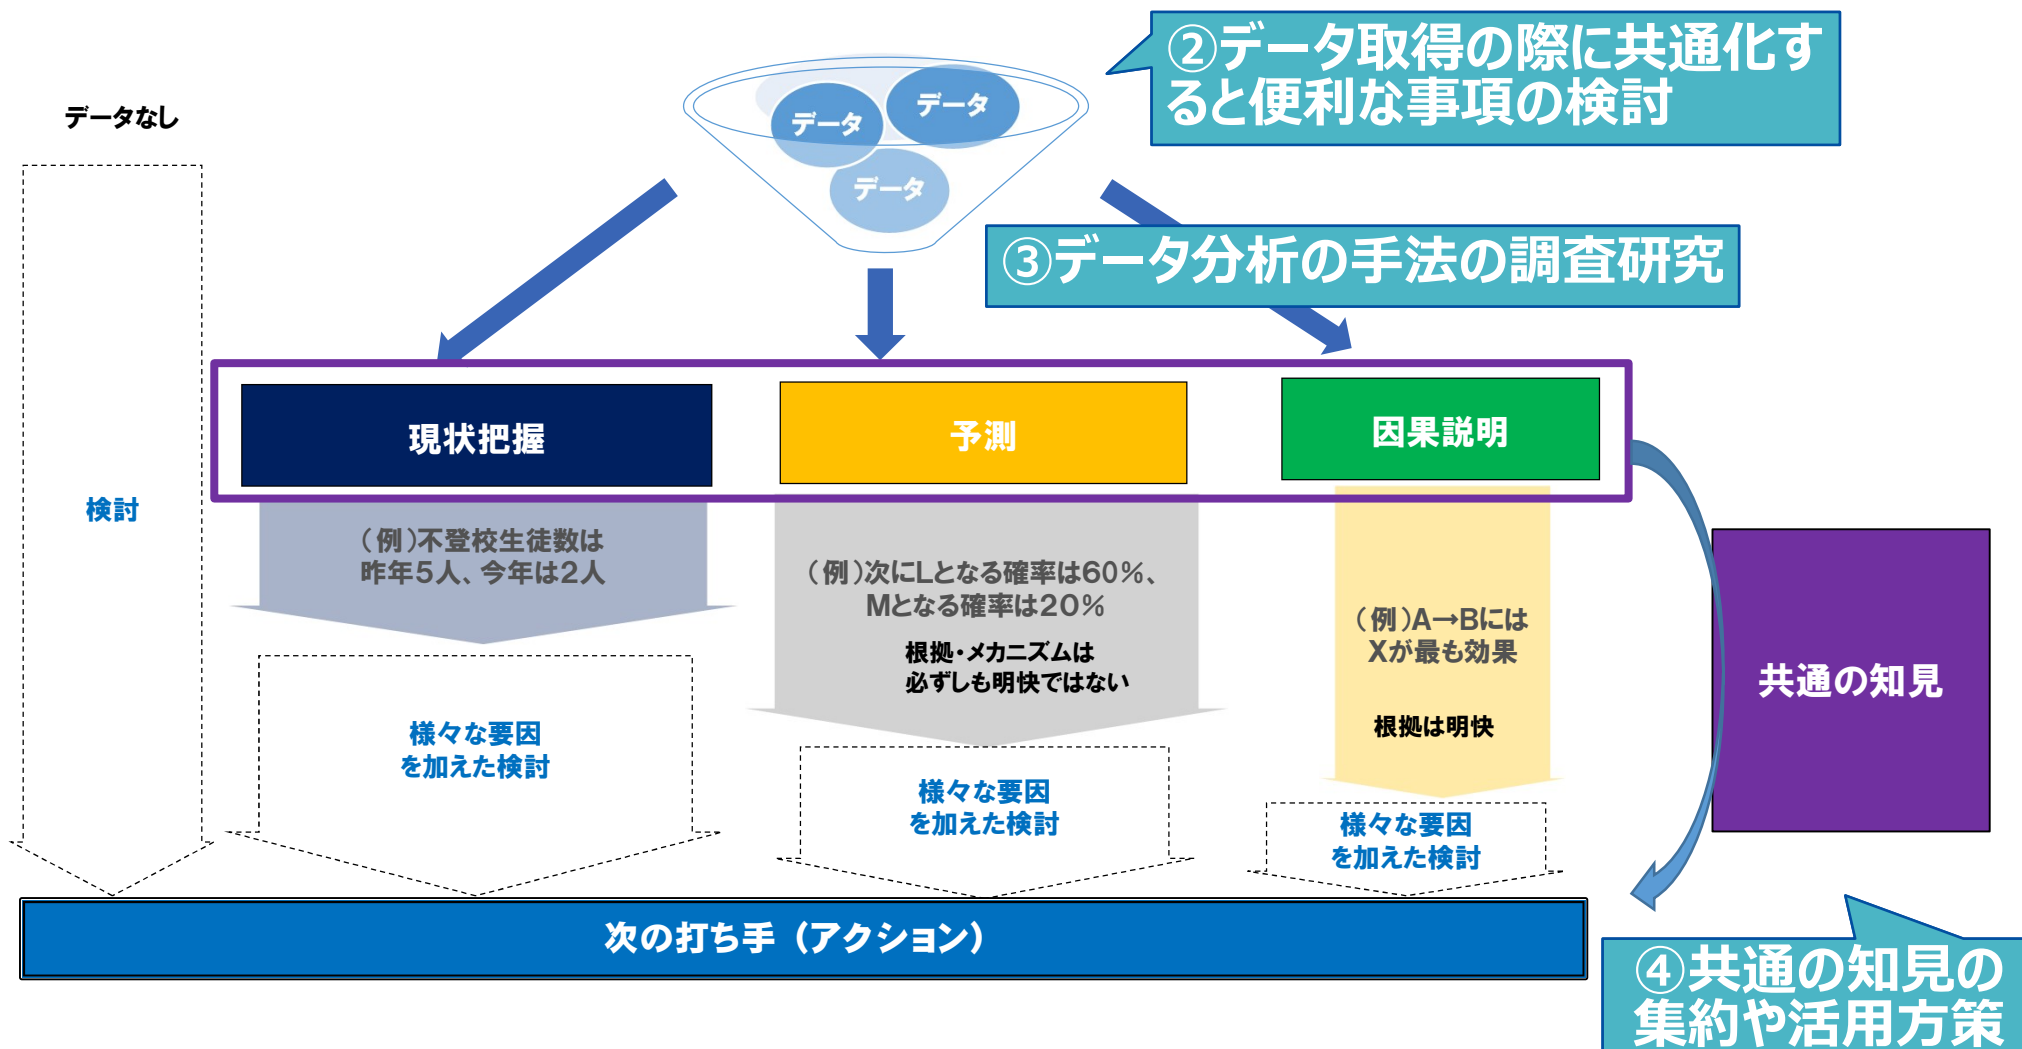 ②データ取得の際に共通化す
ると便利な事項の検討
データなし
データ
データ
データ
③データ分析の手法の調査研究
現状把握
予測
因果説明
検討
（例）不登校生徒数は
昨年5人、今年は2人
（例）次にLとなる確率は60％、
Mとなる確率は20％
根拠・メカニズムは
必ずしも明快ではない
（例）A→Bには
Xが最も効果
根拠は明快
共通の知見
様々な要因
を加えた検討
様々な要因
を加えた検討
様々な要因
を加えた検討
次の打ち手（アクション）
④共通の知見の
集約や活用方策